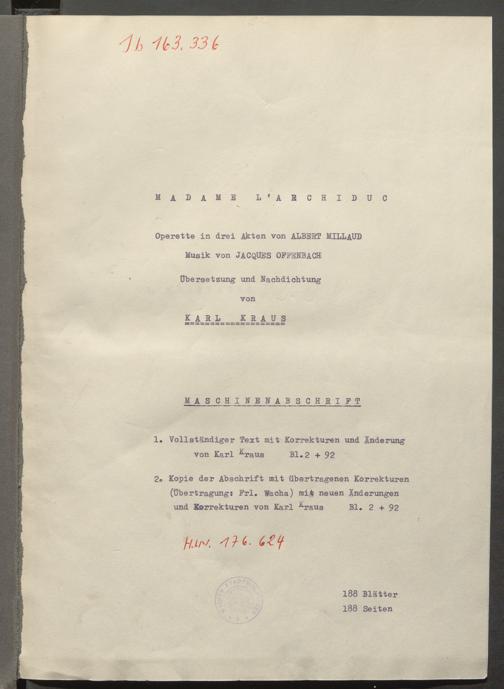 Ib 163.336
M A D A M E   L ' A R C H I D U C
Operette in drei Akten von ALBERT MILLAUD
Musik von JACQUES OFFENBACH
Übersetzung und Nachdichtung
von
K A R L   K R A U S
M A S C H I N E N A B S C H R I F T
1. Vollständiger Text mit Korrekturen und Änderung
von Karl Kraus   Bl.2 + 92
2. Kopie der Abschrift mit übertragenen Korrekturen
(Übertragung: Frl. Wacha) mit neuen Änderungen
und Korrekturen von Karl Kraus   Bl. 2 + 92
H.I.N. 176.624
188 Blätter
188 Seiten